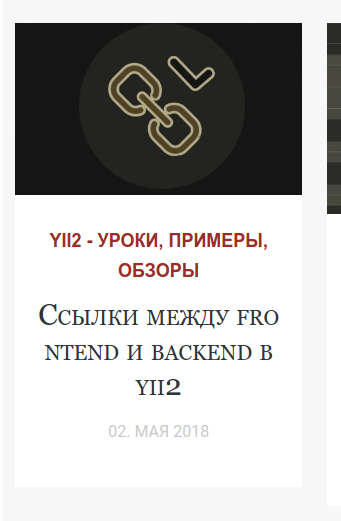 YII2 - УРОКИ, ПРИМЕРЫ,
ОБЗОРЫ
Ссылки между fro
ntend и backend в
yii2
02. МАЯ 2018